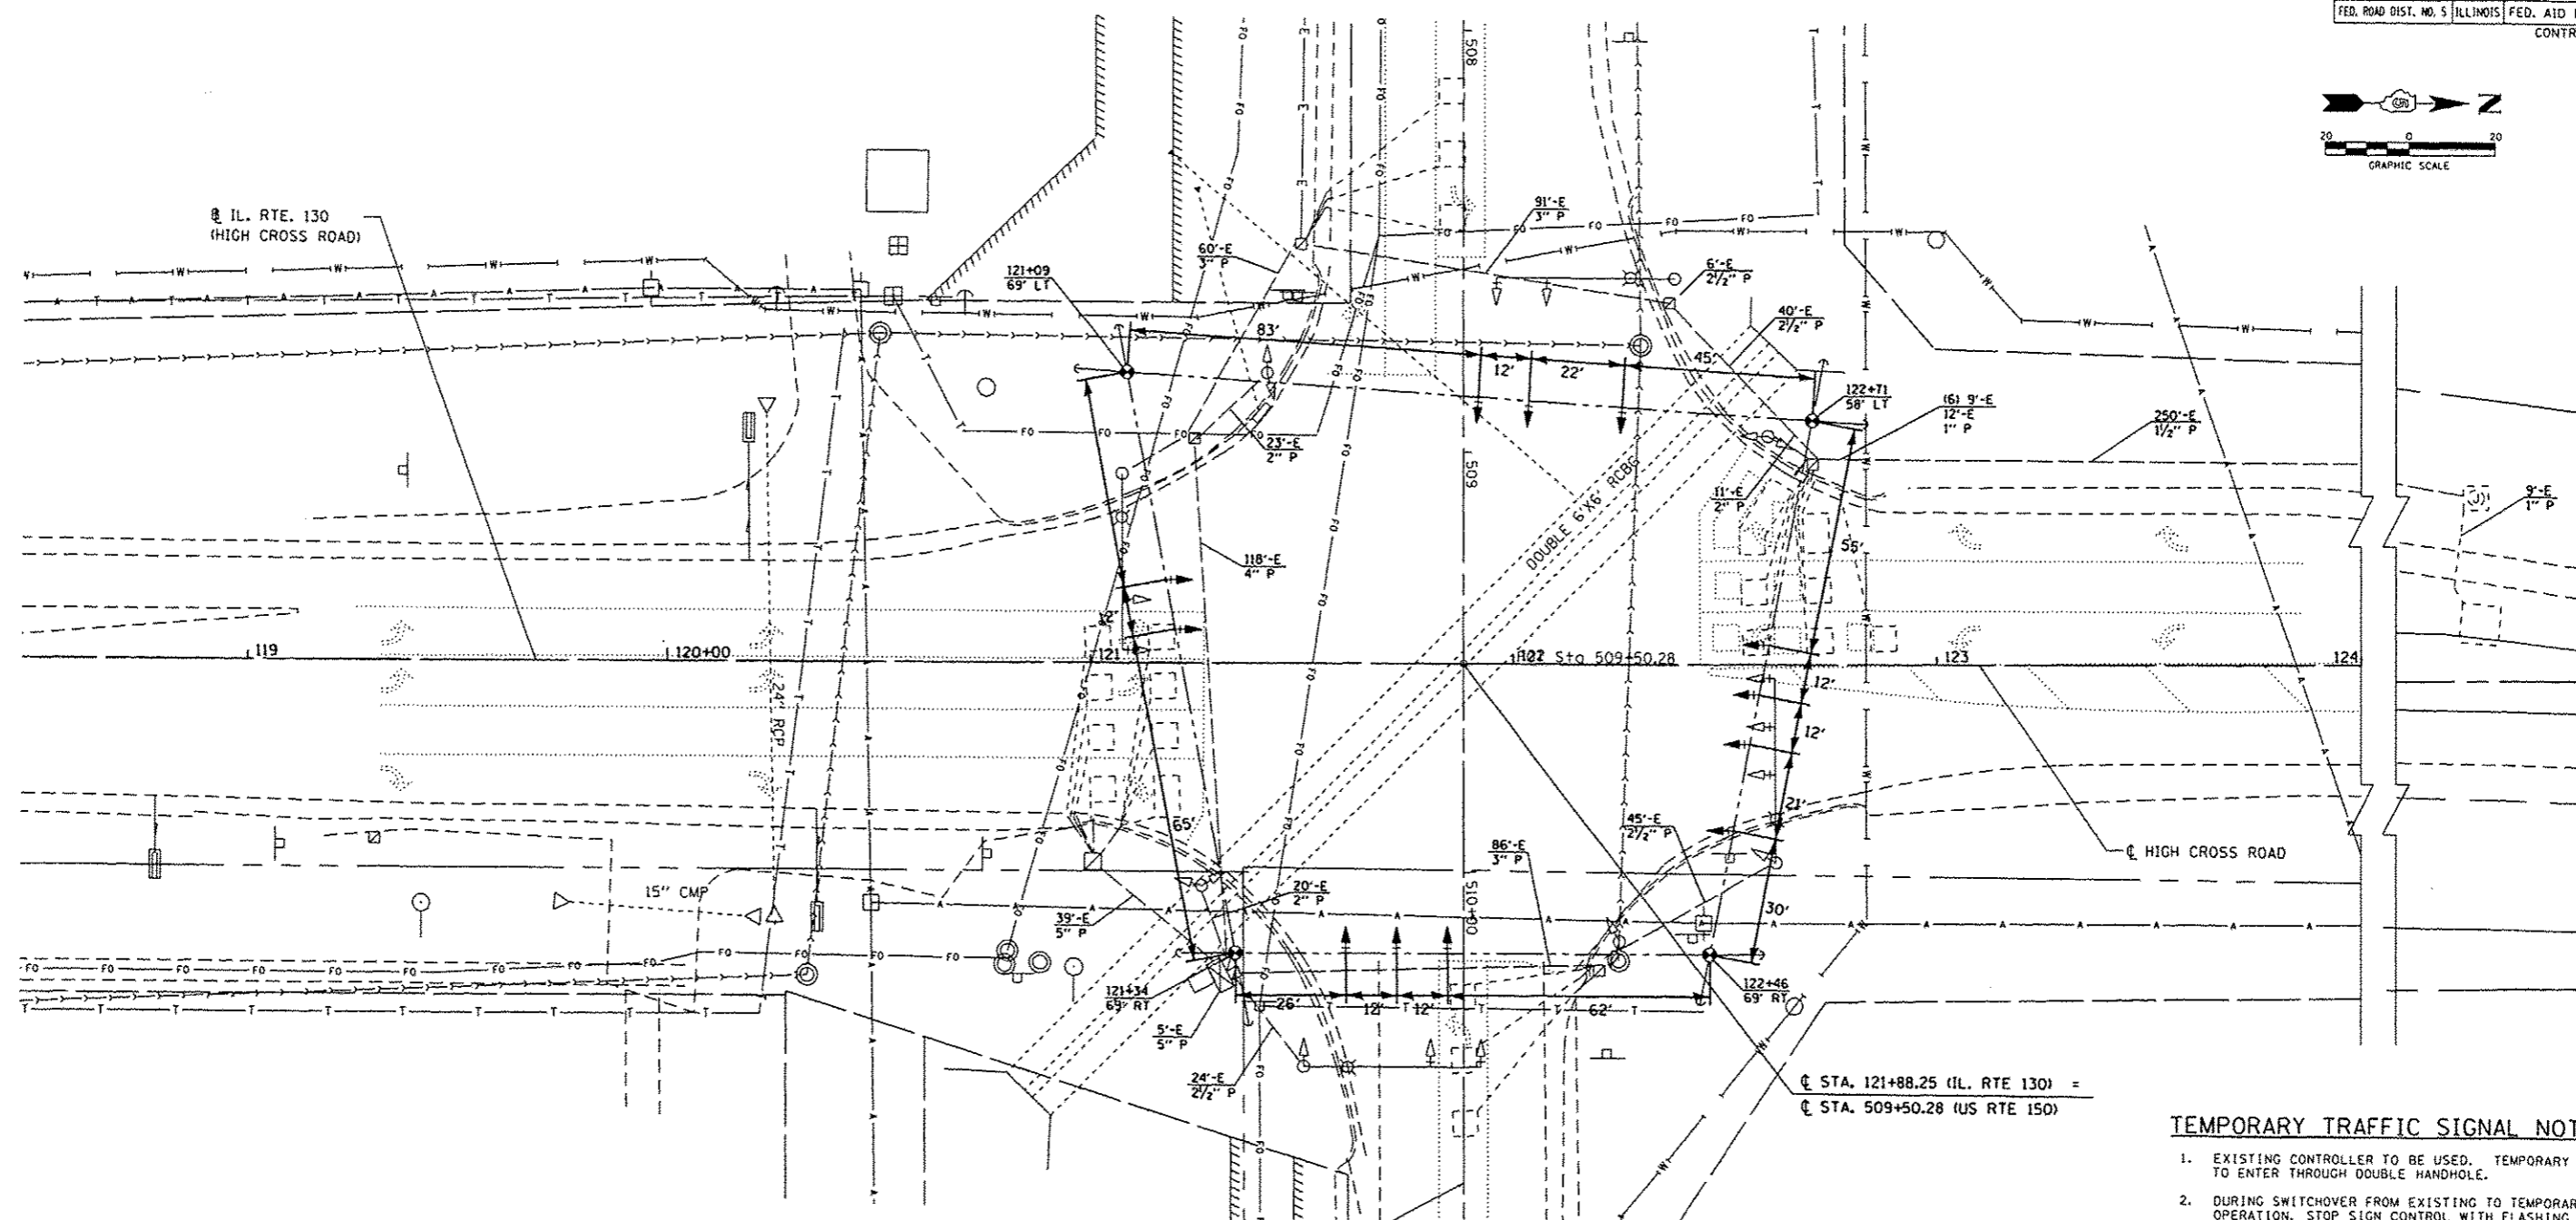 FED. ROAD DIST. NO. 5 ILLINOIS FED. AID
CONTR
Z
20 0 20
GRAPHIC SCALE
℄ IL. RTE. 130
(HIGH CROSS ROAD)
508
91'-E
3" P
60'-E
3" P
121+09
69' LT
6'-E
2½" P
40'-E
2½" P
83'
12'
22'
45'
122+71
58' LT
(6) 9'-E
12'-E
1" P
250'-E
1½" P
23'-E
2" P
509
DOUBLE 6'X6' RCBC
11'-E
2" P
9'-E
1" P
55'
118'-E
4" P
12'
119
120+00
121
122
Sta 509+50.28
123
124
24" RCP
12'
12'
21'
65'
45'-E
2½" P
86'-E
3" P
℄ HIGH CROSS ROAD
15" CMP
20'-E
2" P
39'-E
5" P
510+00
30'
121+34
69' RT
26'
12'
12'
62'
122+46
69' RT
5'-E
5" P
24'-E
2½" P
℄ STA. 121+88.25 (IL. RTE 130) =
℄ STA. 509+50.28 (US RTE 150)
TEMPORARY TRAFFIC SIGNAL NOT
1. EXISTING CONTROLLER TO BE USED. TEMPORARY
TO ENTER THROUGH DOUBLE HANDHOLE.
2. DURING SWITCHOVER FROM EXISTING TO TEMPORAR
OPERATION, STOP SIGN CONTROL WITH FLASHING